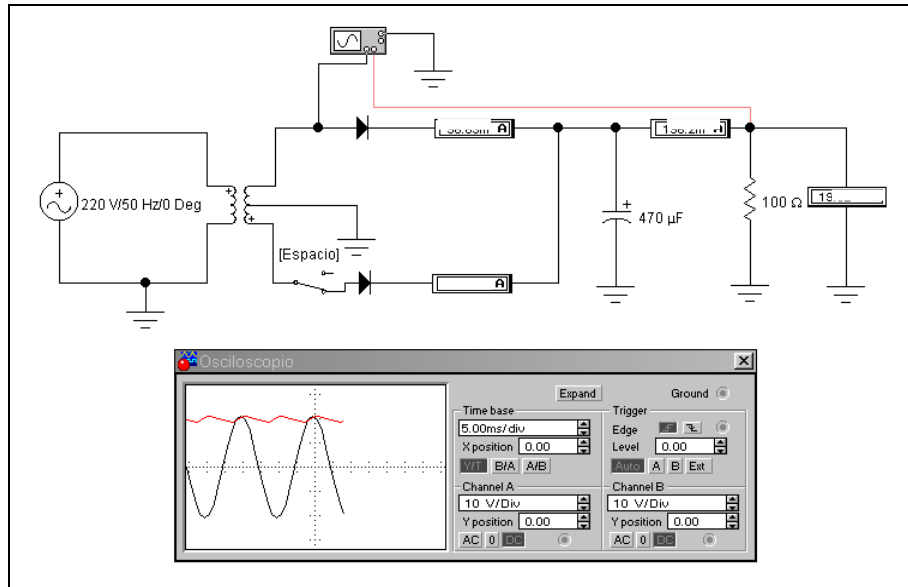 220 V/50 Hz/0 Deg
A
[Espacio]
A
470 µF
100 Ω
Osciloscopio
Expand
Ground
Time base
5.00ms/div
X position 0.00
Y/T B/A A/B
Trigger
Edge
Level 0.00
Auto A B Ext
Channel A
10 V/Div
Y position 0.00
AC 0 DC
Channel B
10 V/Div
Y position 0.00
AC 0 DC